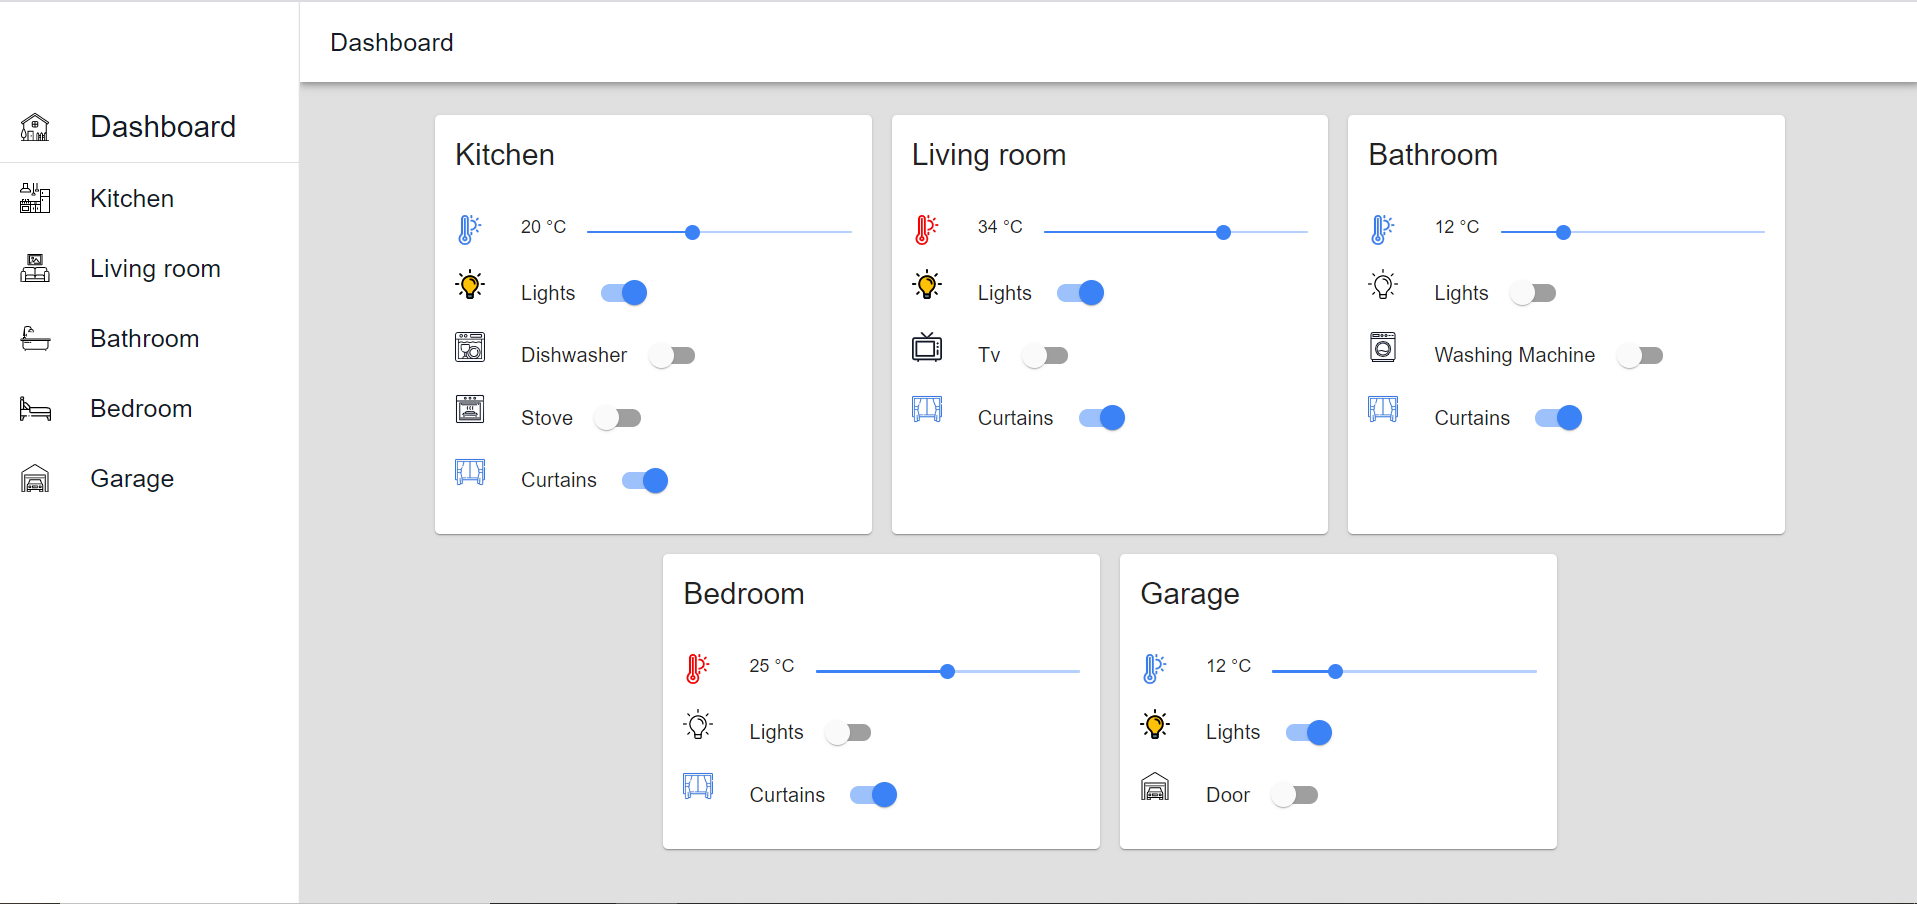 Dashboard
Dashboard
Kitchen
Living room
Bathroom
Bedroom
Garage
Kitchen
20 °C
Lights
Dishwasher
Stove
Curtains
Living room
34 °C
Lights
Tv
Curtains
Bathroom
12 °C
Lights
Washing Machine
Curtains
Bedroom
25 °C
Lights
Curtains
Garage
12 °C
Lights
Door